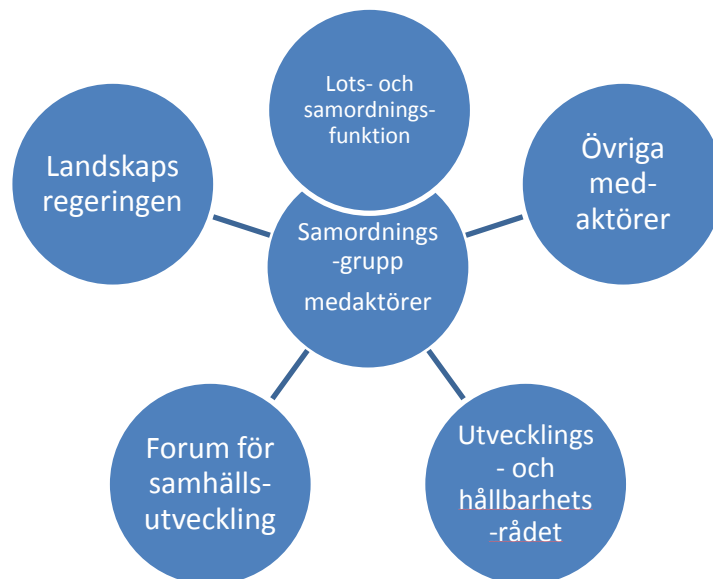 Lots- och
samordnings-
funktion
Landskaps
regeringen
Övriga
med-
aktörer
Samordnings
-grupp
medaktörer
Forum för
samhälls-
utveckling
Utvecklings
- och
hållbarhets
-rådet